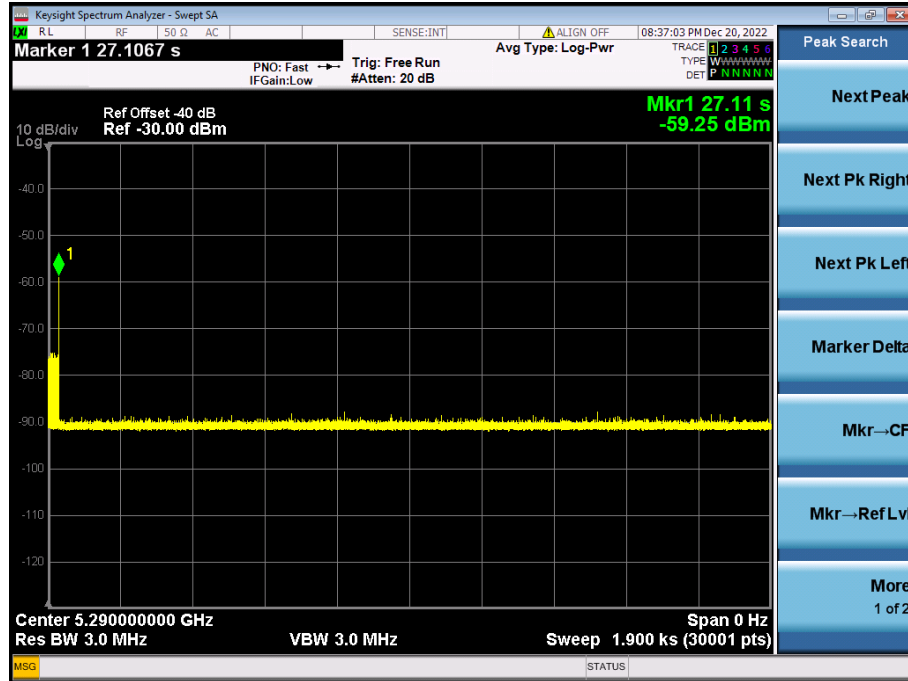 Keysight Spectrum Analyzer - Swept SA
LXI RL RF 50 Ω AC SENSE:INT ALIGN OFF 08:37:03 PM Dec 20, 2022
Marker 1 27.1067 s
PNO: Fast
IFGain:Low
Trig: Free Run
#Atten: 20 dB
Avg Type: Log-Pwr
TRACE 1 2 3 4 5 6
TYPE WWWWWW
DET P N N N N N
Peak Search
Ref Offset -40 dB
10 dB/div Ref -30.00 dBm
Log
Mkr1 27.11 s
-59.25 dBm
-40.0
-50.0
1
-60.0
-70.0
-80.0
-90.0
-100
-110
-120
Center 5.290000000 GHz Span 0 Hz
Res BW 3.0 MHz VBW 3.0 MHz Sweep 1.900 ks (30001 pts)
MSG STATUS
Next Peak
Next Pk Right
Next Pk Left
Marker Delta
Mkr→CF
Mkr→Ref Lvl
More
1 of 2